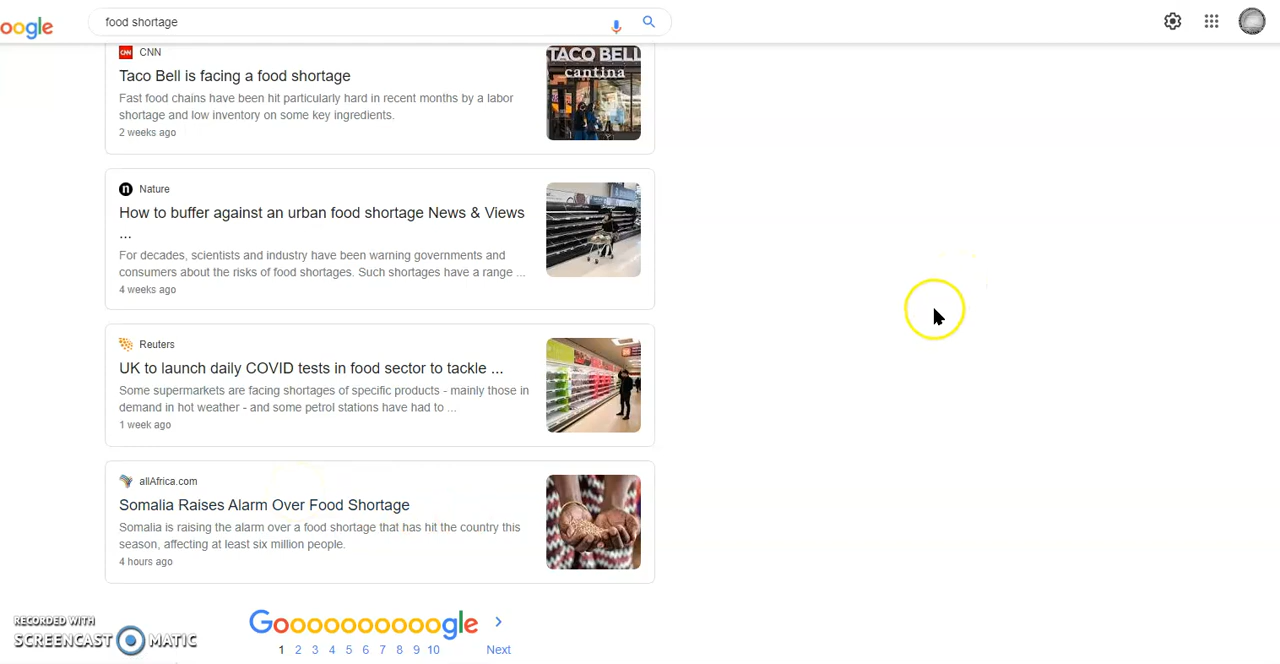 oogle
food shortage
CNN
CNN
Taco Bell is facing a food shortage
Fast food chains have been hit particularly hard in recent months by a labor
shortage and low inventory on some key ingredients.
2 weeks ago
TACO BELL
cantina
n
Nature
How to buffer against an urban food shortage News & Views
...
For decades, scientists and industry have been warning governments and
consumers about the risks of food shortages. Such shortages have a range ...
4 weeks ago
Reuters
UK to launch daily COVID tests in food sector to tackle ...
Some supermarkets are facing shortages of specific products - mainly those in
demand in hot weather - and some petrol stations have had to ...
1 week ago
allAfrica.com
Somalia Raises Alarm Over Food Shortage
Somalia is raising the alarm over a food shortage that has hit the country this
season, affecting at least six million people.
4 hours ago
Goooooooooogle >
1 2 3 4 5 6 7 8 9 10 Next
RECORDED WITH
SCREENCAST MATIC